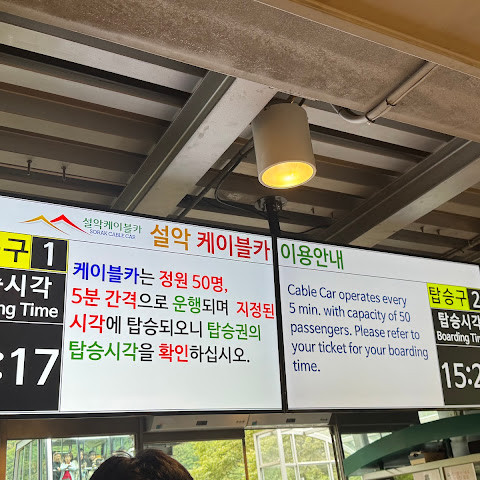 구 1
시각
ng Time
:17
설악케이블카
SORAK CABLE CAR
설악 케이블카 이용안내
케이블카는 정원 50명,
5분 간격으로 운행되며 지정된
시각에 탑승되오니 탑승권의
탑승시각을 확인하십시오.
Cable Car operates every
5 min. with capacity of 50
passengers. Please refer to
your ticket for your boarding
time.
탑승구 2
탑승시각
Boarding Tim
15:2